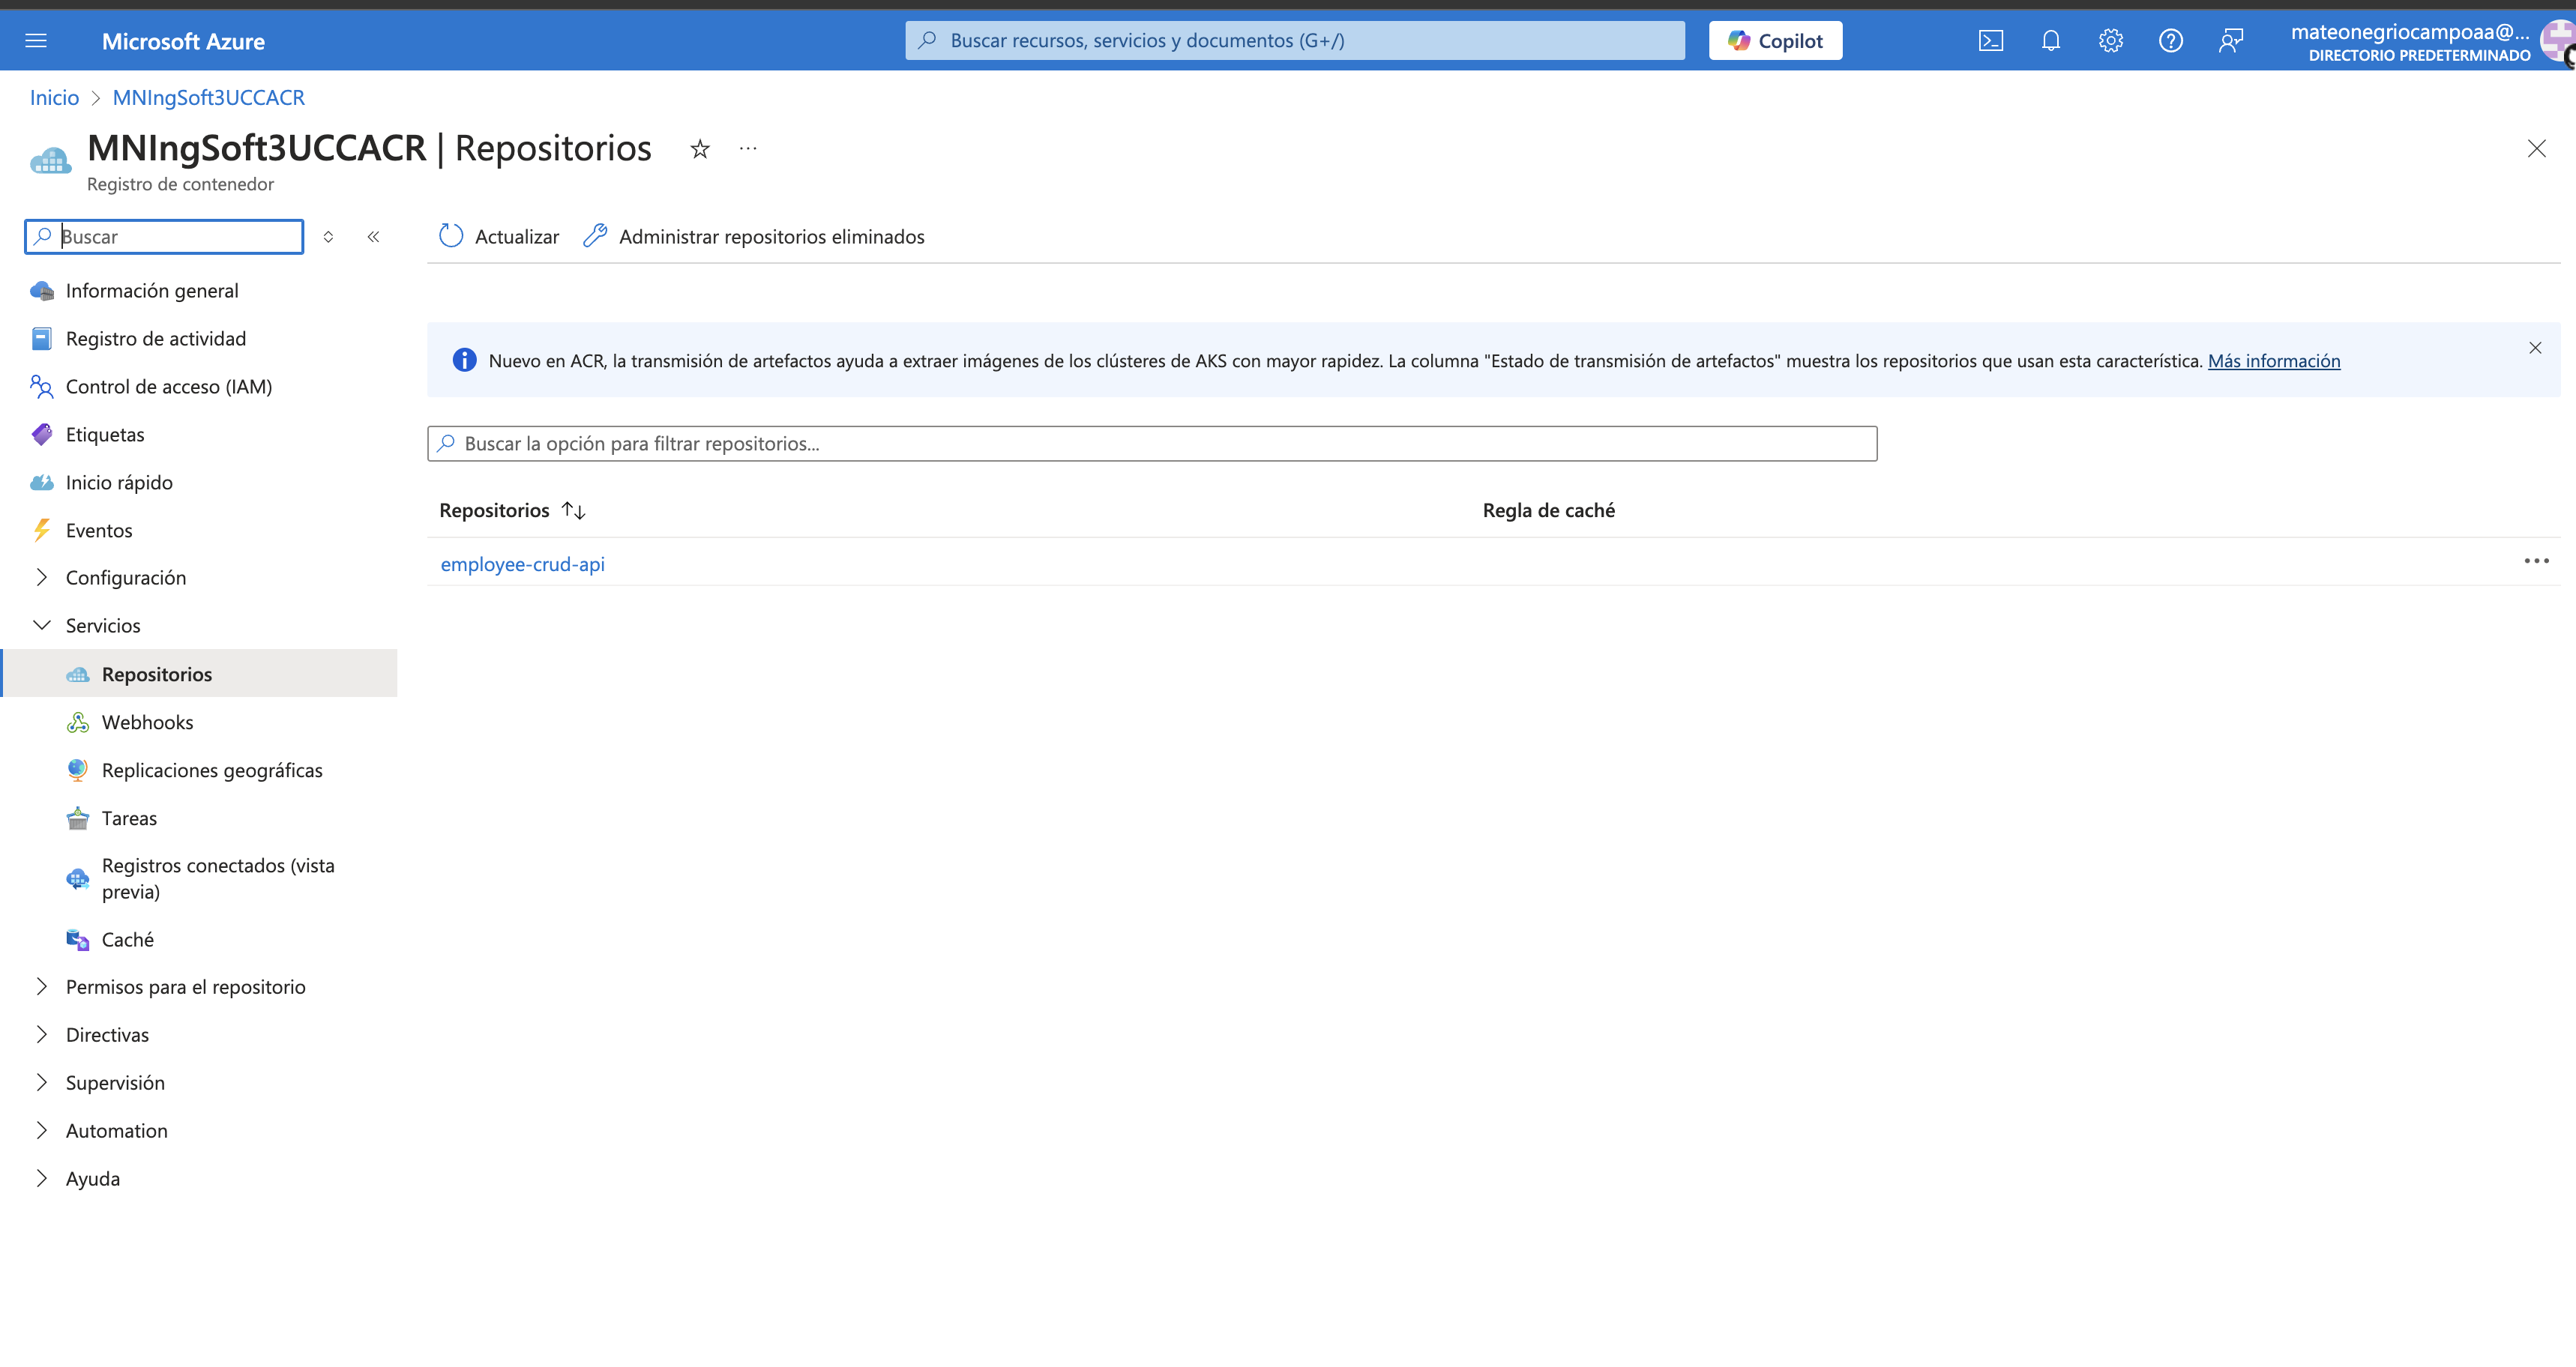 Microsoft Azure
Buscar recursos, servicios y documentos (G+/)
Copilot
mateonegriocampoaa@...
DIRECTORIO PREDETERMINADO
Inicio > MNIngSoft3UCCACR
MNIngSoft3UCCACR | Repositorios
Registro de contenedor
Buscar
Actualizar
Administrar repositorios eliminados
Información general
Registro de actividad
Control de acceso (IAM)
Etiquetas
Inicio rápido
Eventos
Configuración
Servicios
Repositorios
Webhooks
Replicaciones geográficas
Tareas
Registros conectados (vista
previa)
Caché
Permisos para el repositorio
Directivas
Supervisión
Automation
Ayuda
Nuevo en ACR, la transmisión de artefactos ayuda a extraer imágenes de los clústeres de AKS con mayor rapidez. La columna "Estado de transmisión de artefactos" muestra los repositorios que usan esta característica. Más información
Buscar la opción para filtrar repositorios...
Repositorios
Regla de caché
employee-crud-api